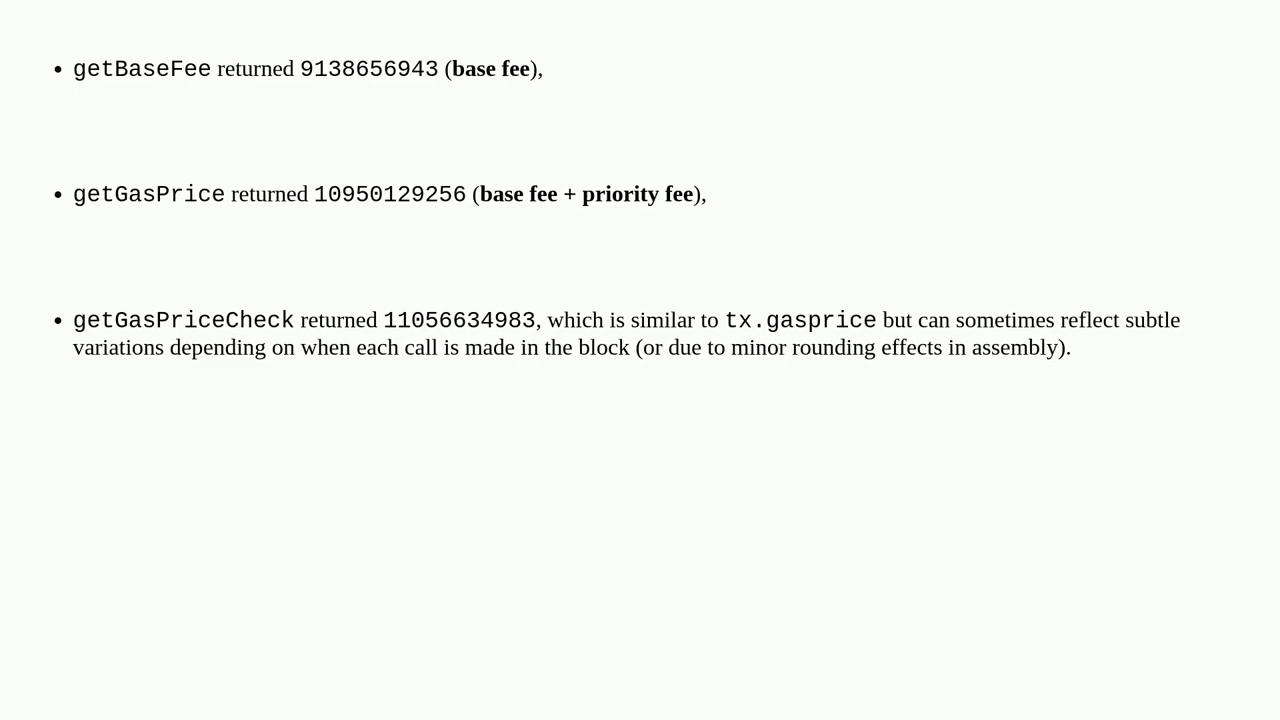 • getBaseFee returned 9138656943 (base fee),
• getGasPrice returned 10950129256 (base fee + priority fee),
• getGasPriceCheck returned 11056634983, which is similar to tx.gasprice but can sometimes reflect subtle
variations depending on when each call is made in the block (or due to minor rounding effects in assembly).